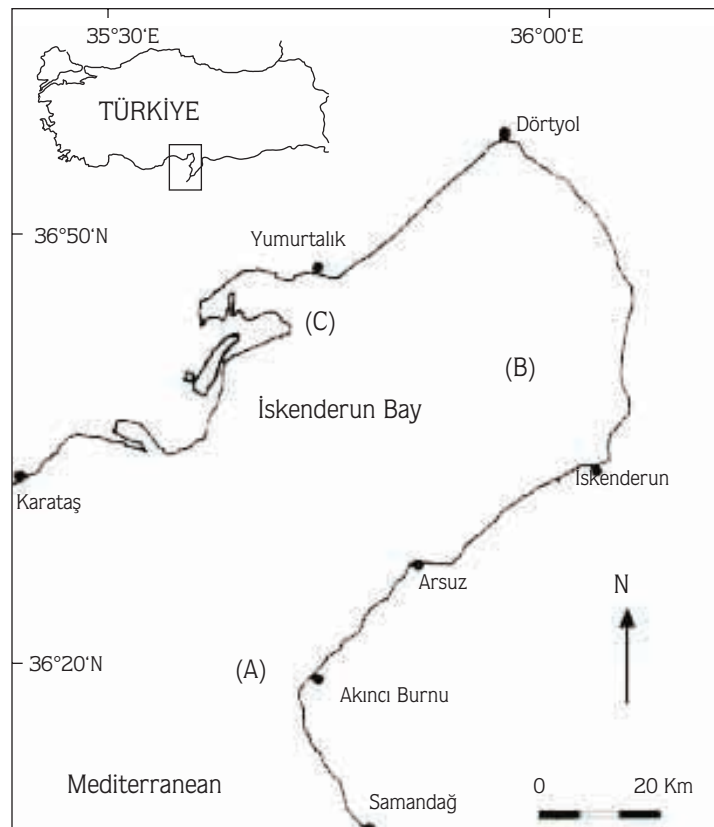 35°30'E
36°00'E
TÜRKİYE
Dörtyol
36°50'N
Yumurtalık
(C)
(B)
İskenderun Bay
İskenderun
Karataş
Arsuz
N
36°20'N
(A)
Akıncı Burnu
Mediterranean
0 20 Km
Samandağ